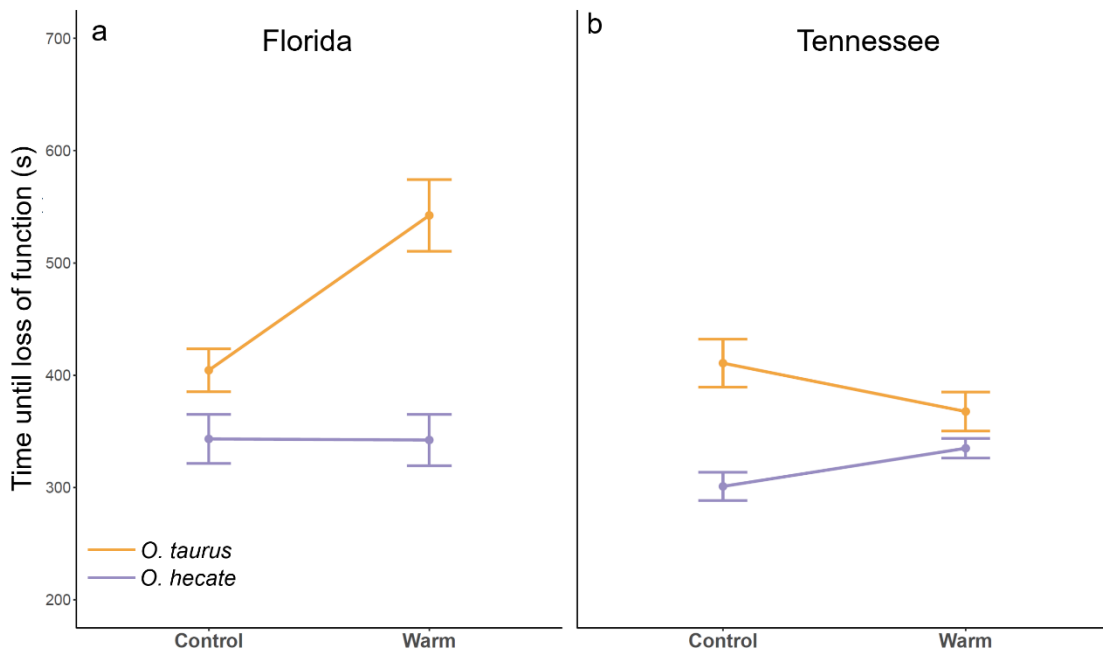 a
Florida
b
Tennessee
Time until loss of function (s)
700
600
500
400
300
200
O. taurus
O. hecate
Control
Warm
Control
Warm